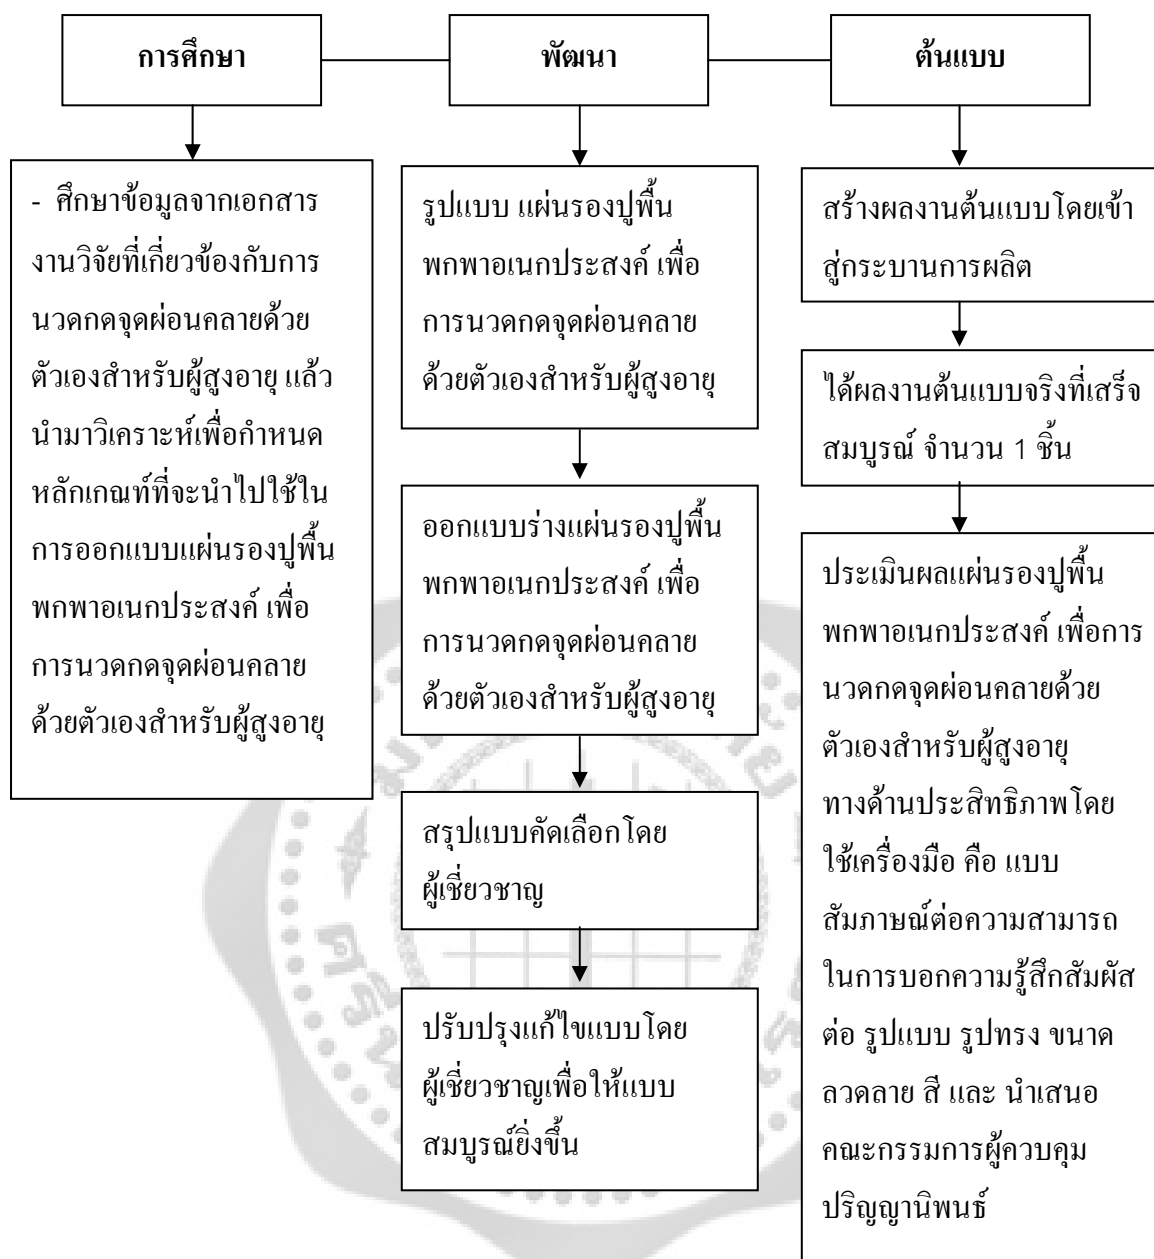 การศึกษา
พัฒนา
ต้นแบบ
- ศึกษาข้อมูลจากเอกสาร
งานวิจัยที่เกี่ยวข้องกับการ
นวดกดจุดผ่อนคลายด้วย
ตัวเองสำหรับผู้สูงอายุ แล้ว
นำมาวิเคราะห์เพื่อกำหนด
หลักเกณท์ที่จะนำไปใช้ใน
การออกแบบแผ่นรองปูพื้น
พกพาอเนกประสงค์ เพื่อ
การนวดกดจุดผ่อนคลาย
ด้วยตัวเองสำหรับผู้สูงอายุ
รูปแบบ แผ่นรองปูพื้น
พกพาอเนกประสงค์ เพื่อ
การนวดกดจุดผ่อนคลาย
ด้วยตัวเองสำหรับผู้สูงอายุ
ออกแบบร่างแผ่นรองปูพื้น
พกพาอเนกประสงค์ เพื่อ
การนวดกดจุดผ่อนคลาย
ด้วยตัวเองสำหรับผู้สูงอายุ
สรุปแบบคัดเลือกโดย
ผู้เชี่ยวชาญ
ปรับปรุงแก้ไขแบบโดย
ผู้เชี่ยวชาญเพื่อให้แบบ
สมบูรณ์ยิ่งขึ้น
สร้างผลงานต้นแบบโดยเข้า
สู่กระบานการผลิต
ได้ผลงานต้นแบบจริงที่เสร็จ
สมบูรณ์ จำนวน 1 ชิ้น
ประเมินผลแผ่นรองปูพื้น
พกพาอเนกประสงค์ เพื่อการ
นวดกดจุดผ่อนคลายด้วย
ตัวเองสำหรับผู้สูงอายุ
ทางด้านประสิทธิภาพโดย
ใช้เครื่องมือ คือ แบบ
สัมภาษณ์ต่อความสามารถ
ในการบอกความรู้สึกสัมผัส
ต่อ รูปแบบ รูปทรง ขนาด
ลวดลาย สี และ นำเสนอ
คณะกรรมการผู้ควบคุม
ปริญญานิพนธ์